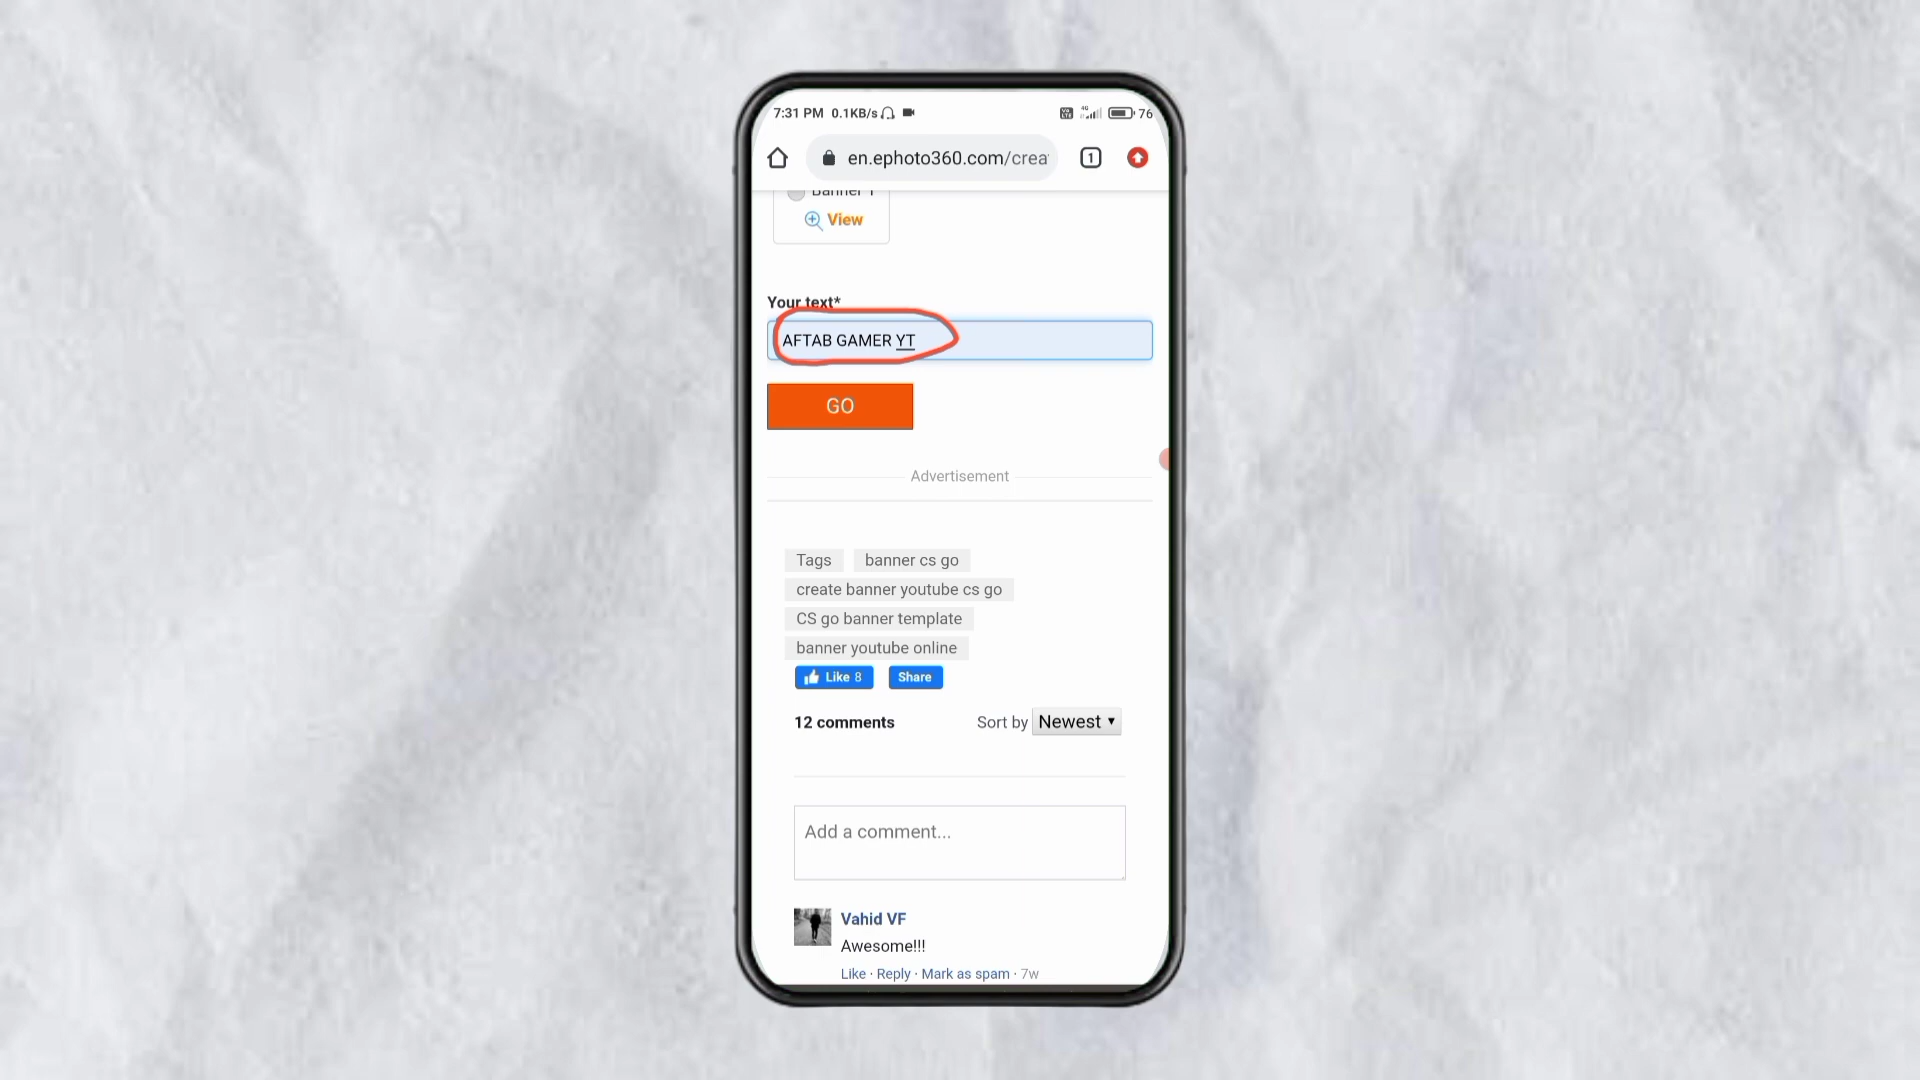 7:31 PM 0.1KB/s 4G 76
en.ephoto360.com/crea
1
Banner 1
View
Your text*
AFTAB GAMER YT
GO
Advertisement
Tags banner cs go
create banner youtube cs go
CS go banner template
banner youtube online
Like 8 Share
12 comments Sort by Newest
Add a comment...
Vahid VF
Awesome!!!
Like · Reply · Mark as spam · 7w